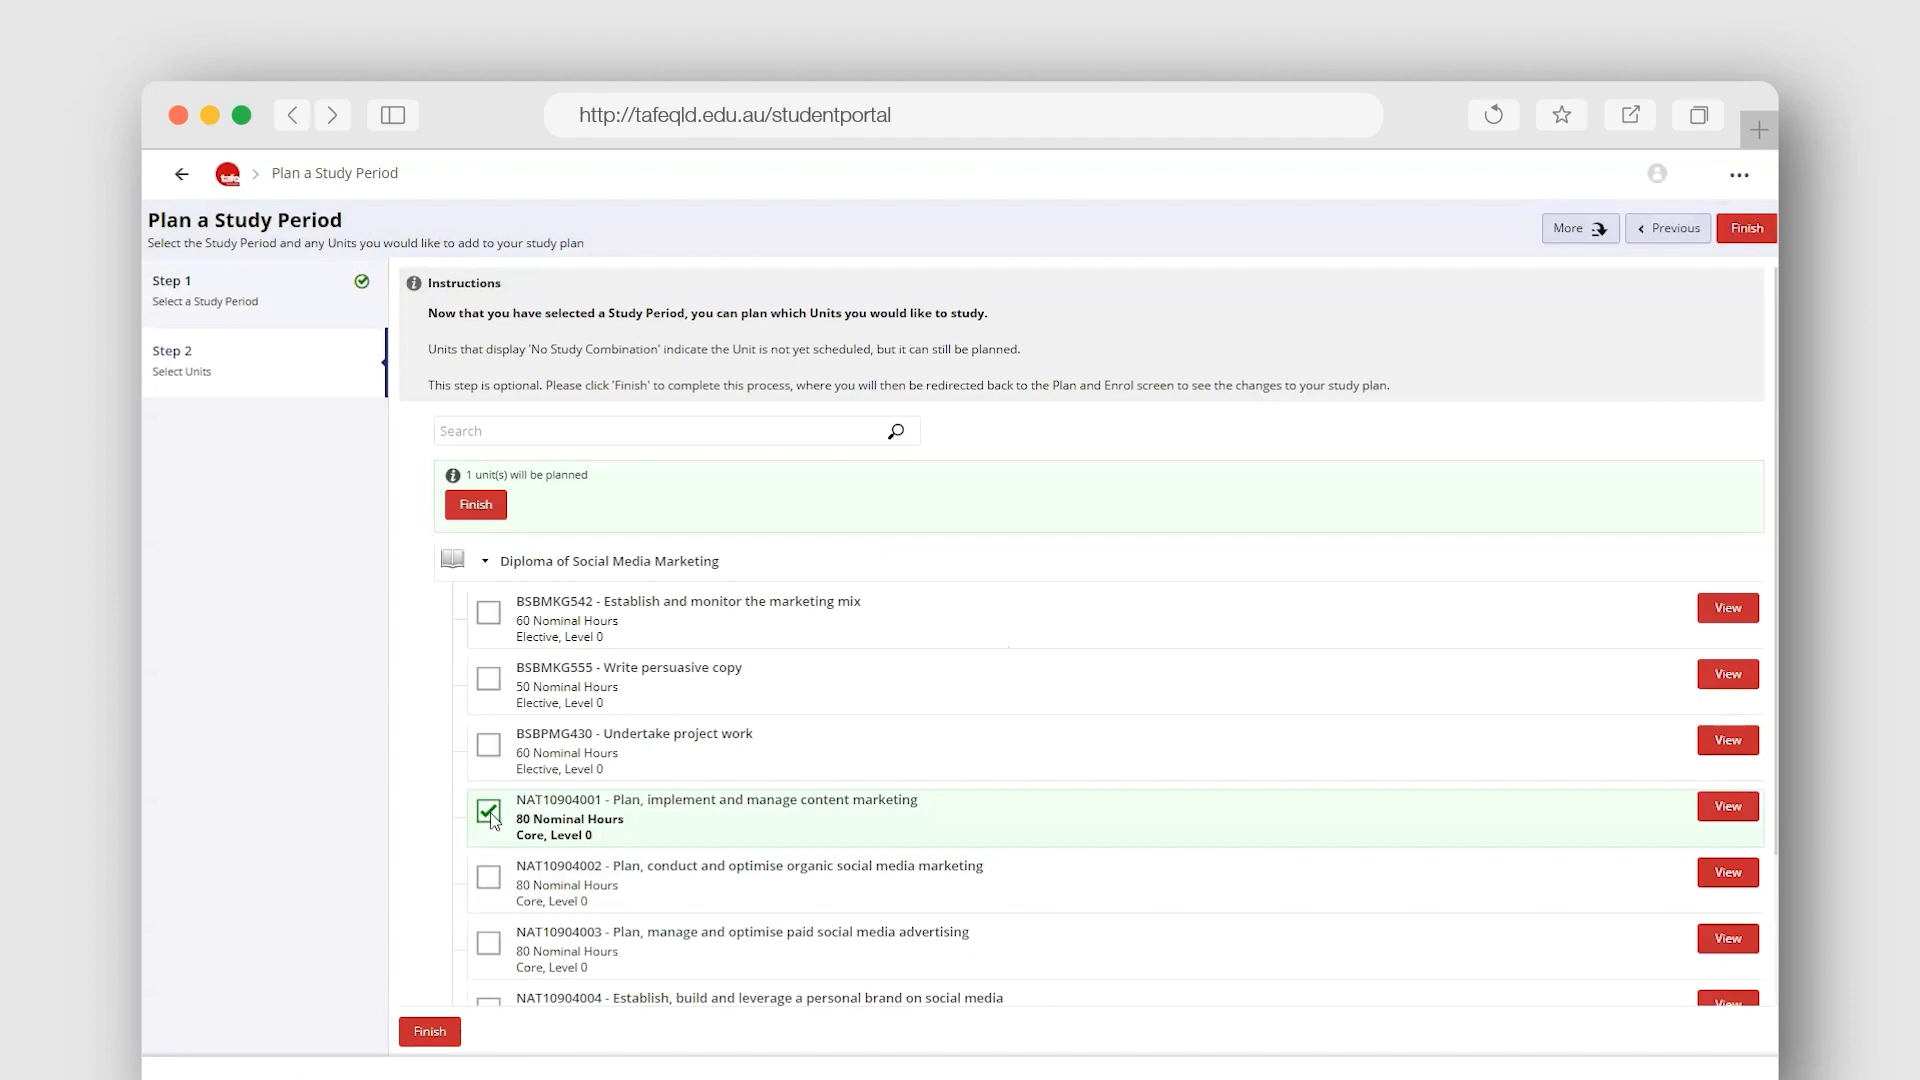 http://tafeqld.edu.au/studentportal
tafe
Plan a Study Period
Plan a Study Period
Select the Study Period and any Units you would like to add to your study plan
More
Previous
Finish
Step 1
Select a Study Period
Step 2
Select Units
Instructions
Now that you have selected a Study Period, you can plan which Units you would like to study.
Units that display 'No Study Combination' indicate the Unit is not yet scheduled, but it can still be planned.
This step is optional. Please click 'Finish' to complete this process, where you will then be redirected back to the Plan and Enrol screen to see the changes to your study plan.
Search
1 unit(s) will be planned
Finish
Diploma of Social Media Marketing
BSBMKG542 - Establish and monitor the marketing mix
60 Nominal Hours
Elective, Level 0
View
BSBMKG555 - Write persuasive copy
50 Nominal Hours
Elective, Level 0
View
BSBPMG430 - Undertake project work
60 Nominal Hours
Elective, Level 0
View
NAT10904001 - Plan, implement and manage content marketing
80 Nominal Hours
Core, Level 0
View
NAT10904002 - Plan, conduct and optimise organic social media marketing
80 Nominal Hours
Core, Level 0
View
NAT10904003 - Plan, manage and optimise paid social media advertising
80 Nominal Hours
Core, Level 0
View
NAT10904004 - Establish, build and leverage a personal brand on social media
View
Finish